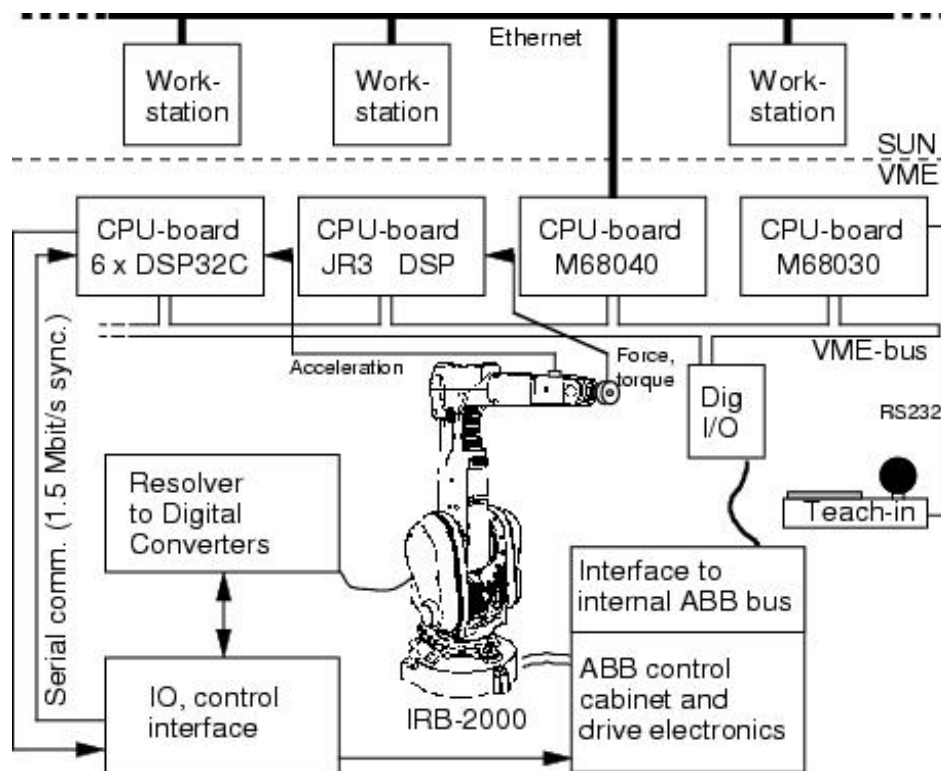 Ethernet
Work-
station
Work-
station
Work-
station
SUN
VME
CPU-board
6 x DSP32C
CPU-board
JR3 DSP
CPU-board
M68040
CPU-board
M68030
VME-bus
Serial comm. (1.5 Mbit/s sync.)
Acceleration
Force,
torque
Dig
I/O
RS232
Teach-in
Resolver
to Digital
Converters
Interface to
internal ABB bus
IO, control
interface
IRB-2000
ABB control
cabinet and
drive electronics